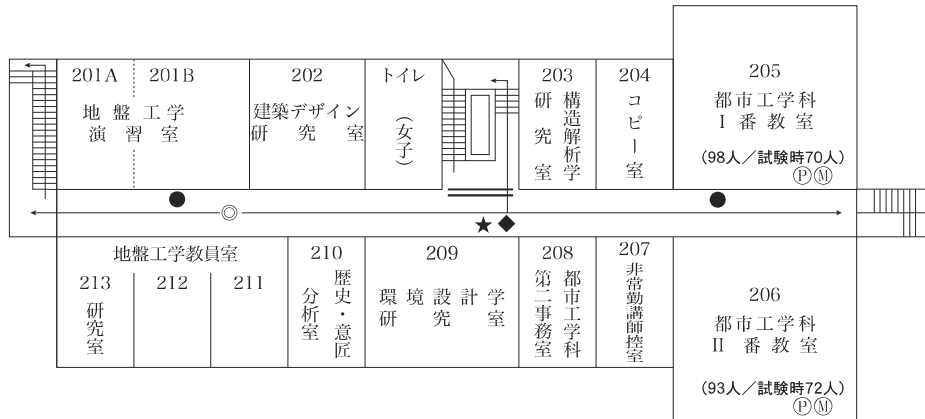 201A
201B
地盤工学
演習室
202
建築デザイン
研究室
トイレ
(女子)
203
構造解析学
研究室
204
コピー室
205
都市工学科
I 番教室
(98人／試験時70人)
ⓅⓂ
地盤工学教員室
213
研究室
212
211
210
歴史・意匠
分析室
209
環境設計学
研究室
208
都市工学科
第二事務室
207
非常勤講師控室
206
都市工学科
II 番教室
(93人／試験時72人)
ⓅⓂ